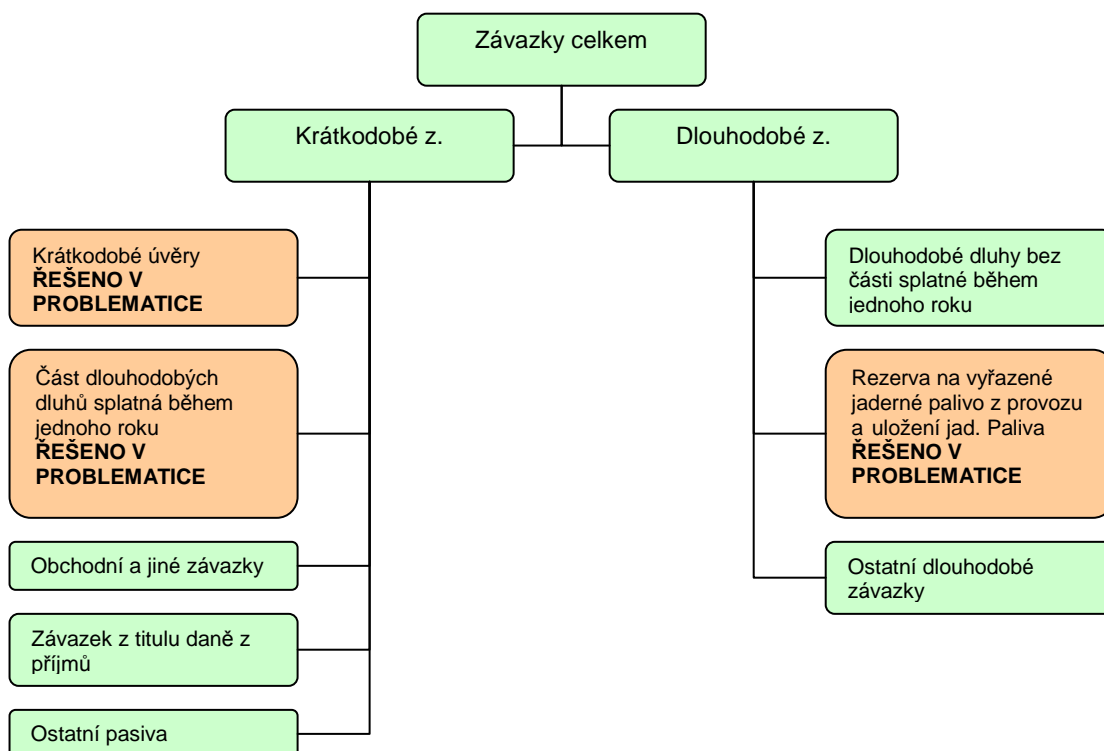 Závazky celkem
Krátkodobé z.
Dlouhodobé z.
Krátkodobé úvěry
ŘEŠENO V
PROBLEMATICE
Část dlouhodobých
dluhů splatná během
jednoho roku
ŘEŠENO V
PROBLEMATICE
Obchodní a jiné závazky
Závazek z titulu daně z
příjmů
Ostatní pasiva
Dlouhodobé dluhy bez
části splatné během
jednoho roku
Rezerva na vyřazené
jaderné palivo z provozu
a uložení jad. Paliva
ŘEŠENO V
PROBLEMATICE
Ostatní dlouhodobé
závazky